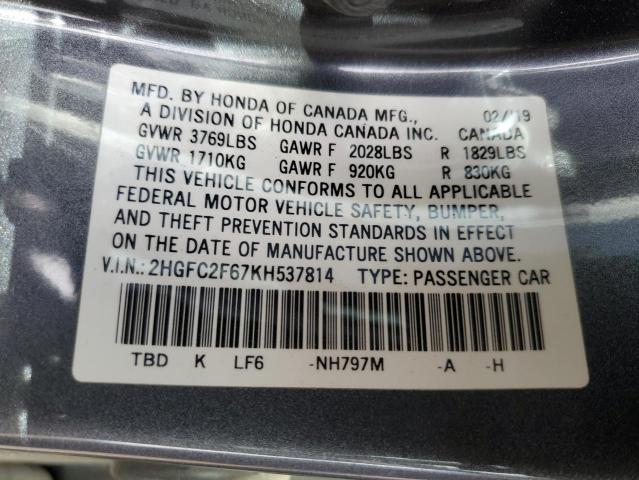 MFD. BY HONDA OF CANADA MFG., 02/19
A DIVISION OF HONDA CANADA INC. CANADA
GVWR 3769LBS GAWR F 2028LBS R 1829LBS
GVWR 1710KG GAWR F 920KG R 830KG
THIS VEHICLE CONFORMS TO ALL APPLICABLE
FEDERAL MOTOR VEHICLE SAFETY, BUMPER,
AND THEFT PREVENTION STANDARDS IN EFFECT
ON THE DATE OF MANUFACTURE SHOWN ABOVE.
V.I.N.: 2HGFC2F67KH537814 TYPE: PASSENGER CAR
TBD K LF6 -NH797M -A -H